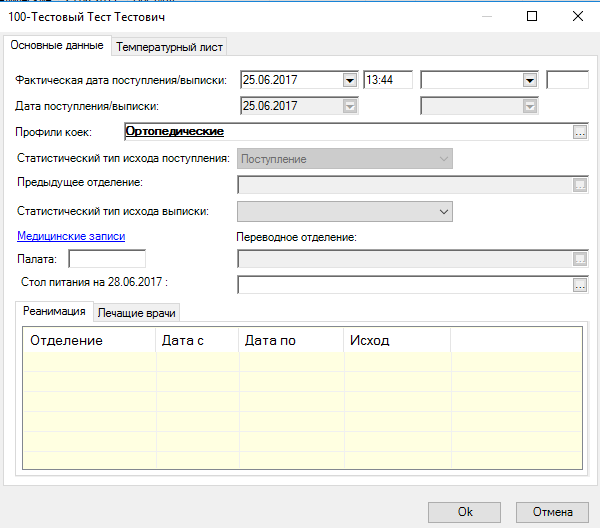 100-Тестовый Тест Тестович
Основные данные Температурный лист
Фактическая дата поступления/выписки: 25.06.2017 13:44
Дата поступления/выписки: 25.06.2017
Профили коек: Ортопедические ...
Статистический тип исхода поступления: Поступление
Предыдущее отделение: ...
Статистический тип исхода выписки:
Медицинские записи Переводное отделение:
Палата: ...
Стол питания на 28.06.2017 : ...
Реанимация Лечащие врачи
Отделение Дата с Дата по Исход
Ok Отмена